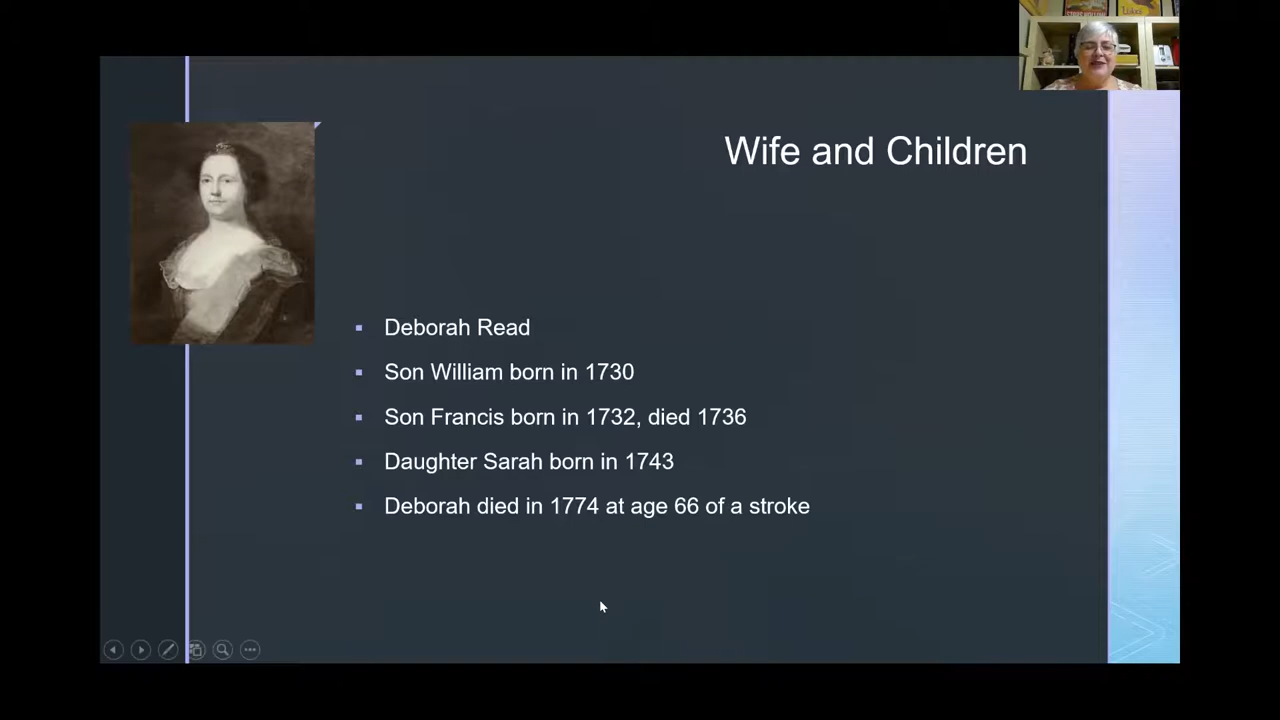 Wife and Children
Deborah Read
Son William born in 1730
Son Francis born in 1732, died 1736
Daughter Sarah born in 1743
Deborah died in 1774 at age 66 of a stroke